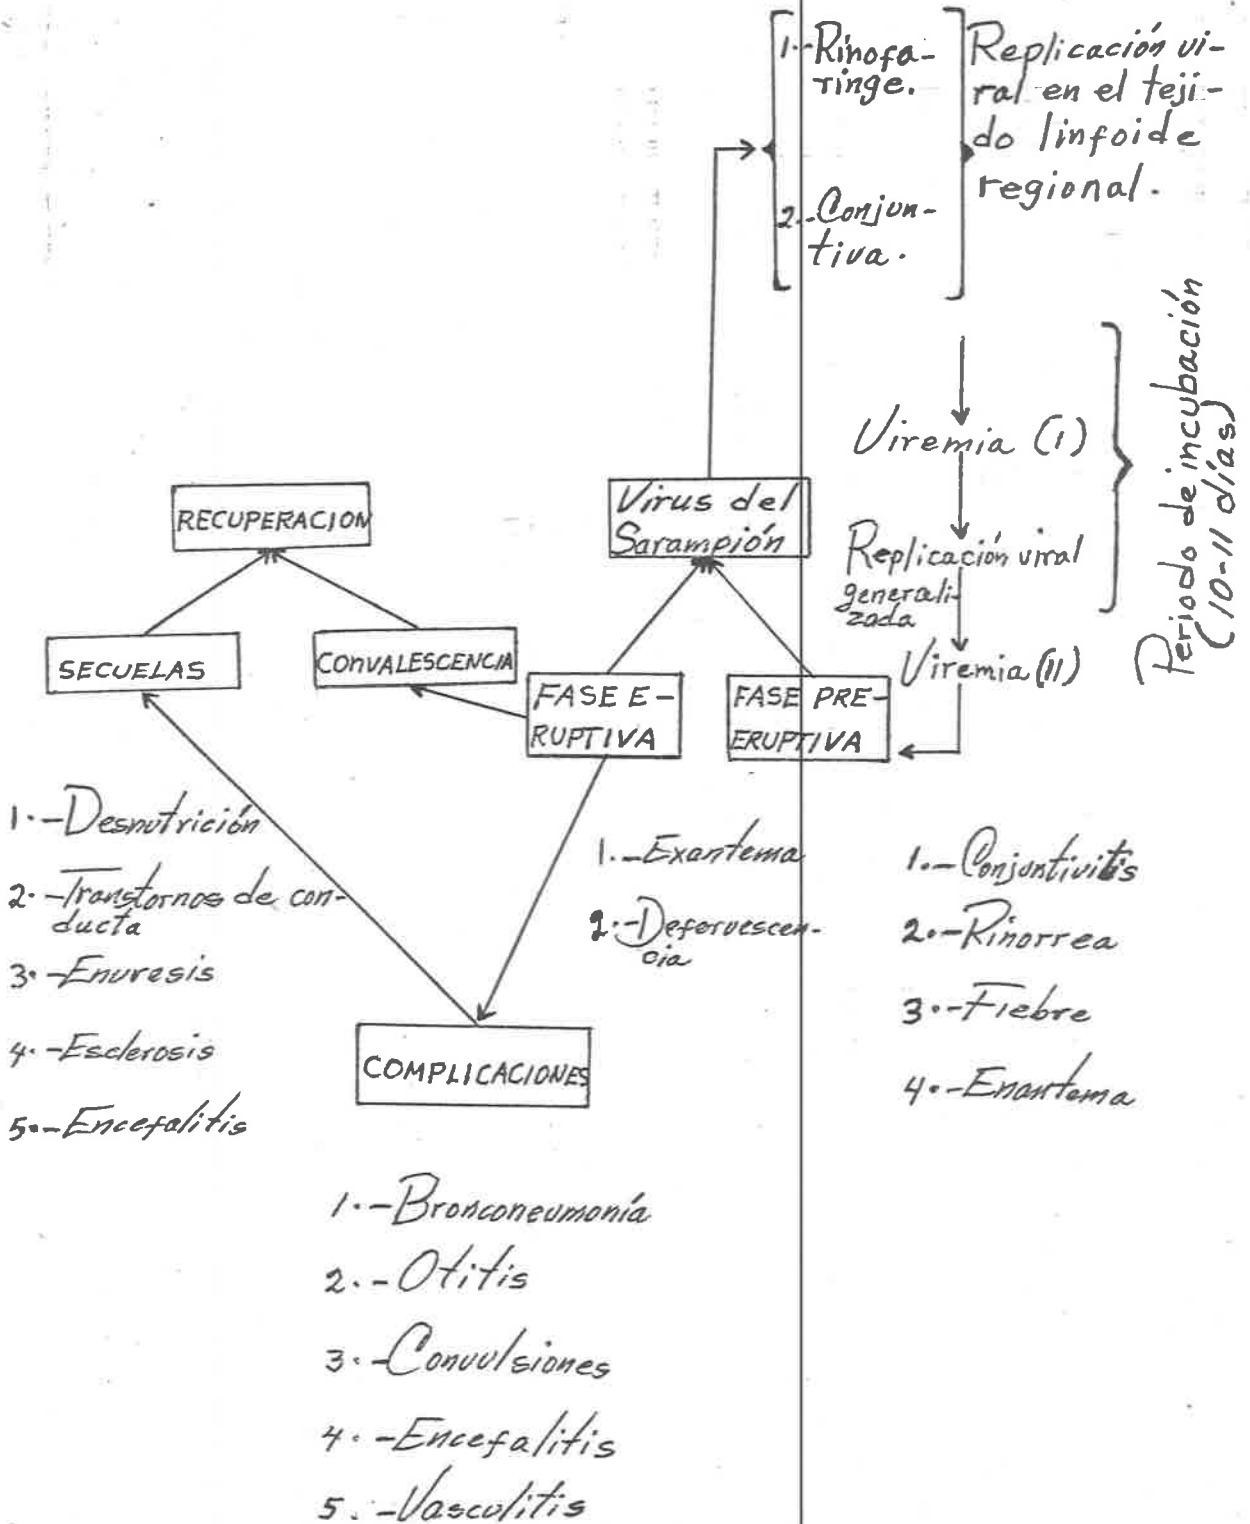 1.-Rinofa-
ringe.
2.-Conjun-
tiva.
Replicación vi-
ral en el teji-
do linfoide
regional.
Viremia (I)
Replicación viral
generali-
zada
Viremia (II)
Periodo de incubación
(10-11 días)
Virus del
Sarampión
RECUPERACION
SECUELAS
CONVALESCENCIA
FASE E-
RUPTIVA
FASE PRE-
ERUPTIVA
1.-Desnutrición
2.-Transtornos de con-
ducta
3.-Enuresis
4.-Esclerosis
5.-Encefalitis
1.-Exantema
2.-Defervescen-
cia
1.-Conjuntivitis
2.-Rinorrea
3.-Fiebre
4.-Enantema
COMPLICACIONES
1.-Bronconeumonía
2.-Otitis
3.-Convulsiones
4.-Encefalitis
5.-Vasculitis